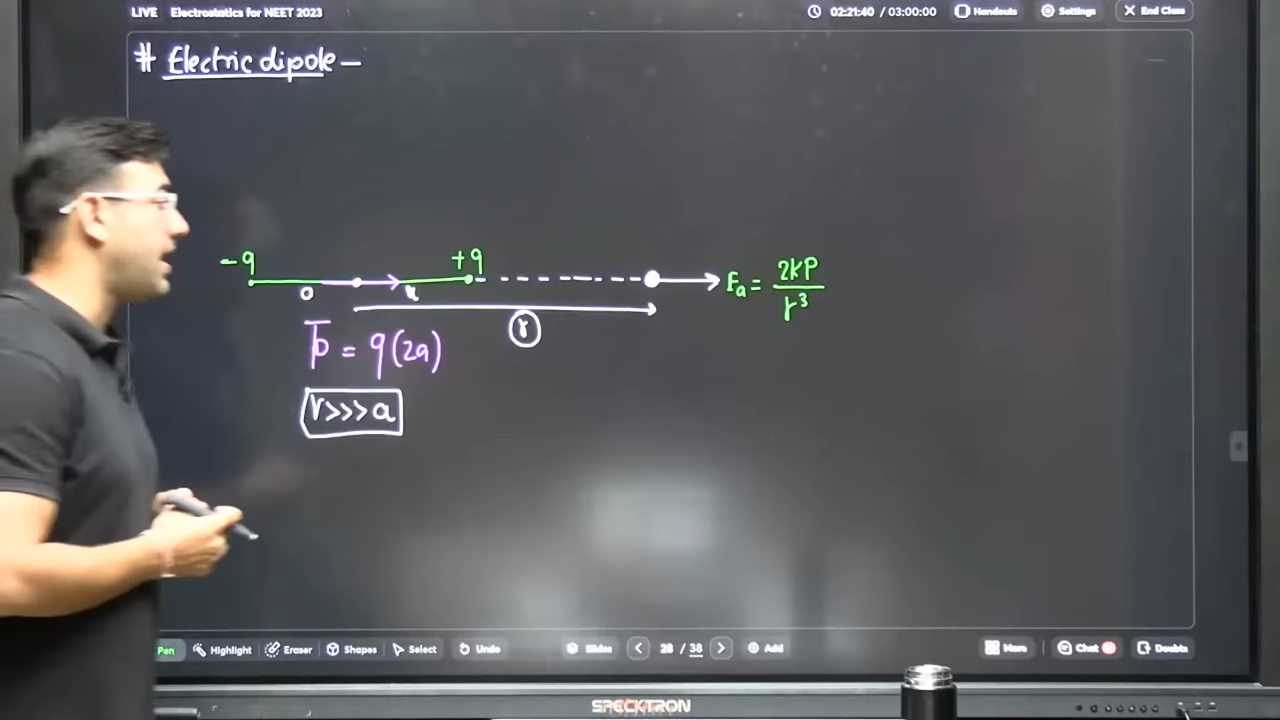 LIVE Electrostatics for NEET 2023 02:21:40 / 03:00:00 Handouts Settings End Class
# Electric dipole –
-q +q
Ea = 2KP / r³
r
p = q(2a)
r>>>a
Pen Highlight Eraser Shapes Select Undo Slides 28 / 38 Add More Chat Doubts
SPECKTRON